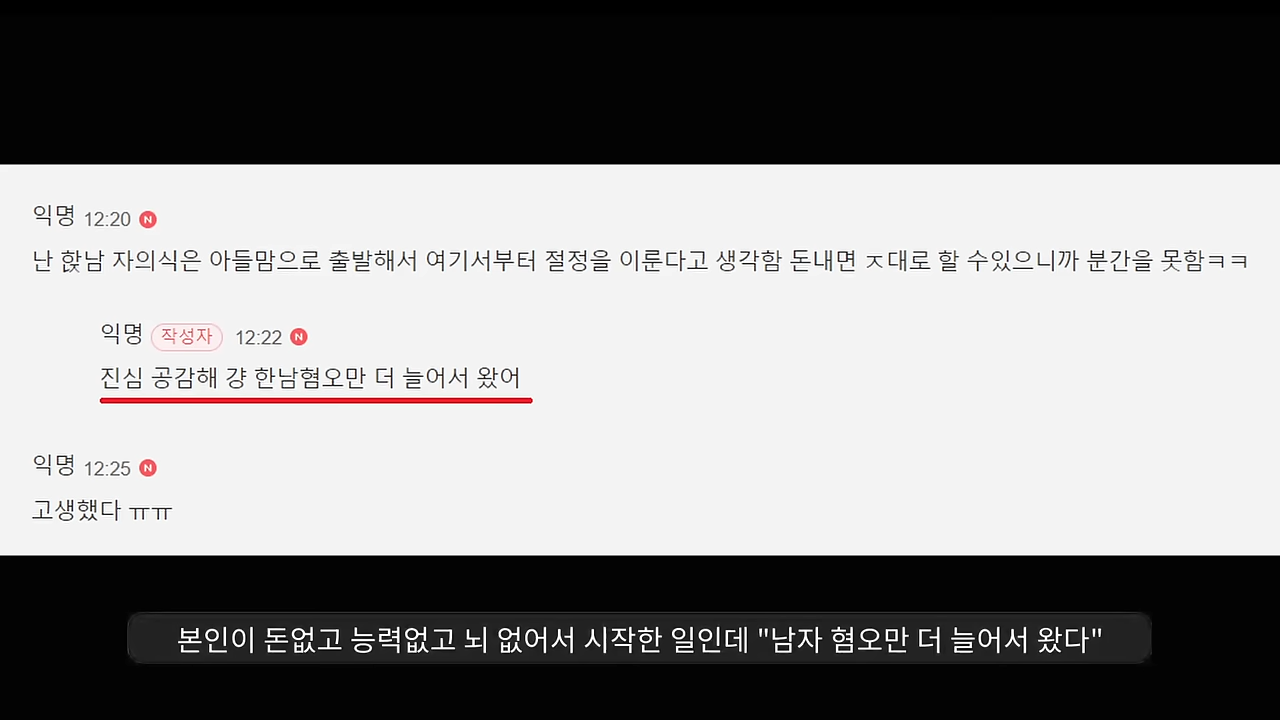 익명 12:20 N
난 핝남 자의식은 아들맘으로 출발해서 여기서부터 절정을 이룬다고 생각함 돈내면 ㅈ대로 할 수있으니까 분간을 못함ㅋㅋ
익명 작성자 12:22 N
진심 공감해 걍 한남혐오만 더 늘어서 왔어
익명 12:25 N
고생했다 ㅠㅠ
본인이 돈없고 능력없고 뇌 없어서 시작한 일인데 "남자 혐오만 더 늘어서 왔다"